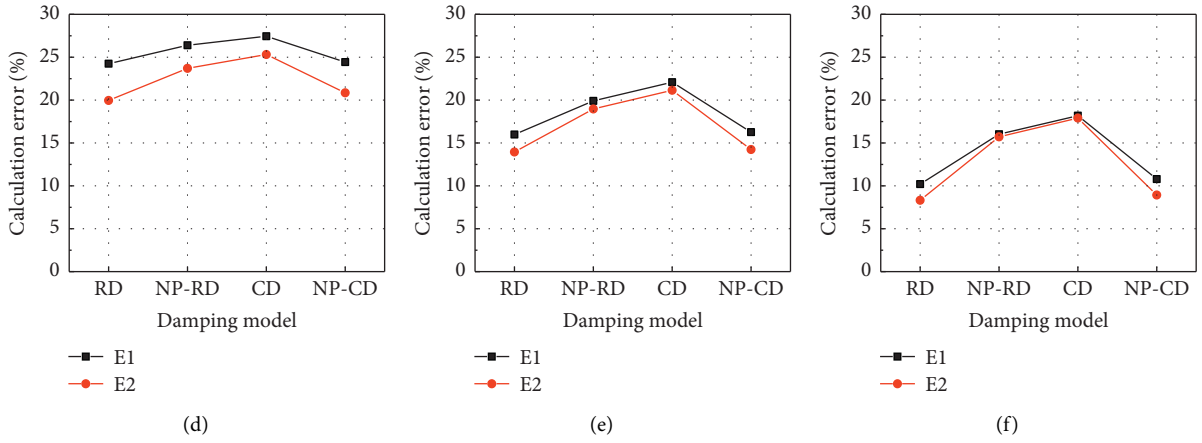 30
25
20
15
10
5
0
Calculation error (%)
RD NP-RD CD NP-CD
Damping model
E1
E2
(d)
30
25
20
15
10
5
0
Calculation error (%)
RD NP-RD CD NP-CD
Damping model
E1
E2
(e)
30
25
20
15
10
5
0
Calculation error (%)
RD NP-RD CD NP-CD
Damping model
E1
E2
(f)